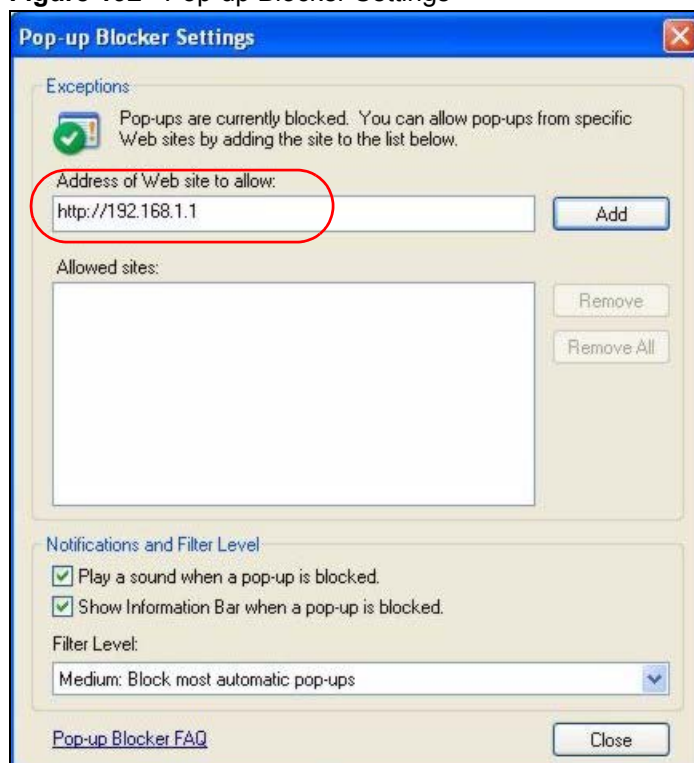 Pop-up Blocker Settings
Exceptions
Pop-ups are currently blocked. You can allow pop-ups from specific
Web sites by adding the site to the list below.
Address of Web site to allow:
http://192.168.1.1
Add
Allowed sites:
Remove
Remove All
Notifications and Filter Level
Play a sound when a pop-up is blocked.
Show Information Bar when a pop-up is blocked.
Filter Level:
Medium: Block most automatic pop-ups
Pop-up Blocker FAQ
Close